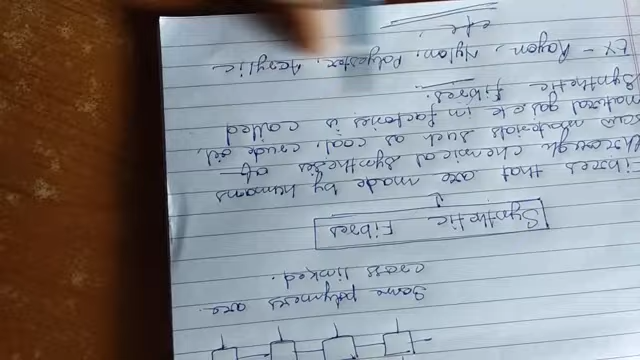 Some polymers are
cross linked.
Synthetic Fibres
Fibres that are made by humans
through chemical synthesis of
raw materials such as coal, crude oil,
natural gas etc in factories is called
Synthetic Fibres.
Ex - Rayon, Nylon, Polyester, Acrylic
etc.